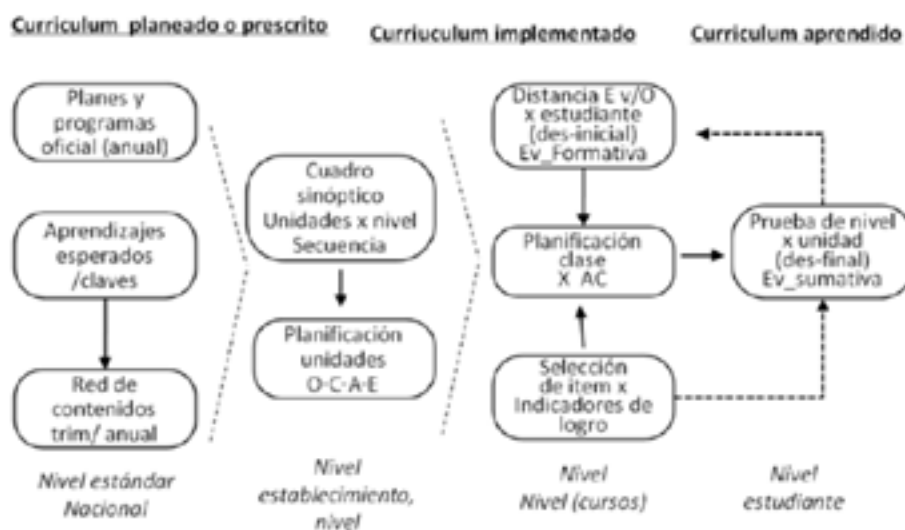 Curriculum planeado o prescrito
Curriuculum implementado
Curriculum aprendido
Planes y
programas
oficial (anual)
Aprendizajes
esperados
/claves
Red de
contenidos
trim/ anual
Nivel estándar
Nacional
Cuadro
sinóptico
Unidades x nivel
Secuencia
Planificación
unidades
O-C-A-E
Nivel
establecimiento,
nivel
Distancia E v/O
x estudiante
(des-inicial)
Ev_Formativa
Planificación
clase
X AC
Selección
de item x
Indicadores de
logro
Nivel
Nivel (cursos)
Prueba de nivel
x unidad
(des-final)
Ev_sumativa
Nivel
estudiante